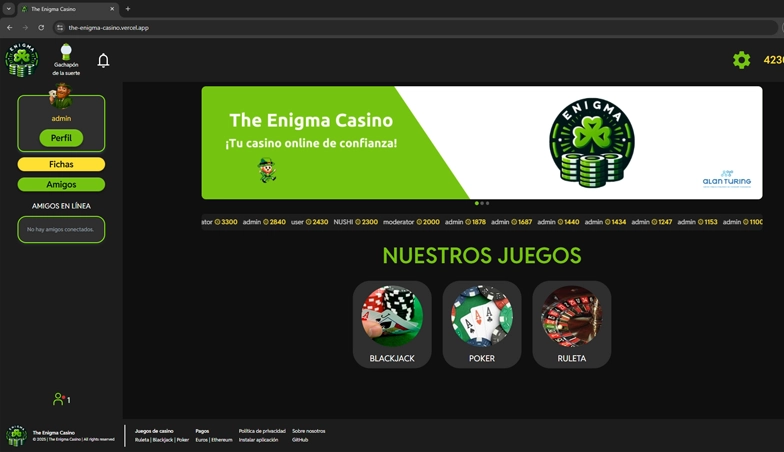 The Enigma Casino
the-enigma-casino.vercel.app
ENIGMA
Gachapón
de la suerte
admin
Perfil
Fichas
Amigos
AMIGOS EN LÍNEA
No hay amigos conectados.
1
The Enigma Casino
¡Tu casino online de confianza!
ENIGMA
ALAN TURING
ator 3300 admin 2840 user 2430 NUSHI 2300 moderator 2000 admin 1878 admin 1687 admin 1440 admin 1434 admin 1247 admin 1153 admin 1100
NUESTROS JUEGOS
BLACKJACK
POKER
RULETA
The Enigma Casino
© 2025 | The Enigma Casino | All rights reserved
Juegos de casino
Ruleta | Blackjack | Poker
Pagos
Euros | Ethereum
Política de privacidad
Instalar aplicación
Sobre nosotros
GitHub